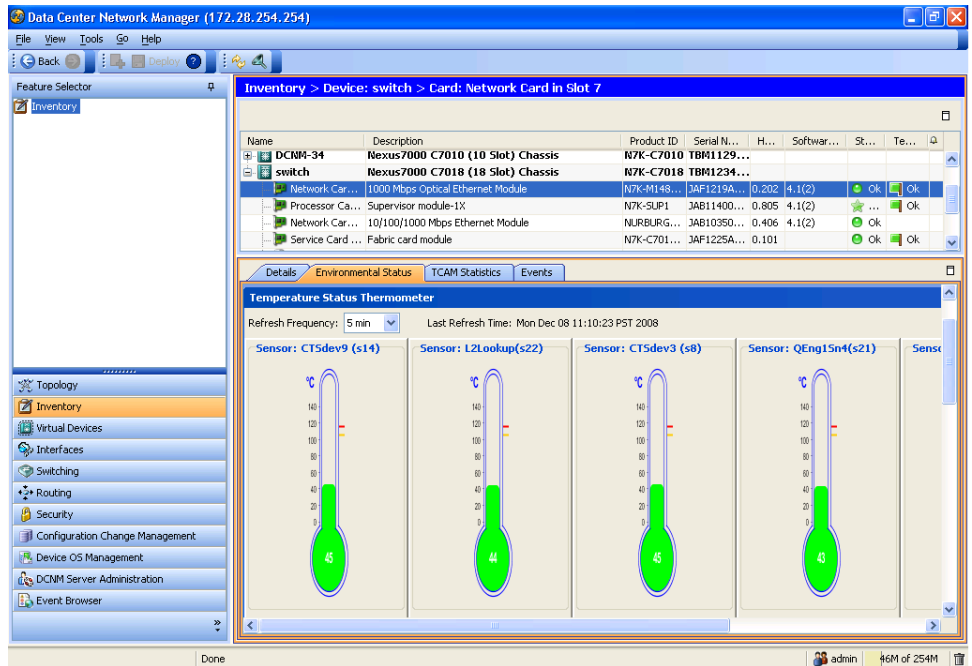 Data Center Network Manager (172.28.254.254)
File View Tools Go Help
Back Deploy ?
Feature Selector
Inventory
Topology
Inventory
Virtual Devices
Interfaces
Switching
Routing
Security
Configuration Change Management
Device OS Management
DCNM Server Administration
Event Browser
»
Inventory > Device: switch > Card: Network Card in Slot 7
Name Description Product ID Serial N... H... Softwar... St... Te...
DCNM-34 Nexus7000 C7010 (10 Slot) Chassis N7K-C7010 TBM1129...
switch Nexus7000 C7018 (18 Slot) Chassis N7K-C7018 TBM1234...
Network Car... 1000 Mbps Optical Ethernet Module N7K-M148... JAF1219A... 0.202 4.1(2) Ok Ok
Processor Ca... Supervisor module-1X N7K-SUP1 JAB11400... 0.805 4.1(2) ... Ok
Network Car... 10/100/1000 Mbps Ethernet Module NURBURG... JAB10350... 0.406 4.1(2) Ok
Service Card ... Fabric card module N7K-C701... JAF1225A... 0.101 Ok Ok
Details Environmental Status TCAM Statistics Events
Temperature Status Thermometer
Refresh Frequency: 5 min Last Refresh Time: Mon Dec 08 11:10:23 PST 2008
Sensor: CTSdev9 (s14) Sensor: L2Lookup(s22) Sensor: CTSdev3 (s8) Sensor: QEng1Sn4(s21) Senso
°C °C °C °C
140 140 140 140
120 120 120 120
100 100 100 100
80 80 80 80
60 60 60 60
40 40 40 40
20 20 20 20
0 0 0 0
45 44 45 43
Done admin 46M of 254M